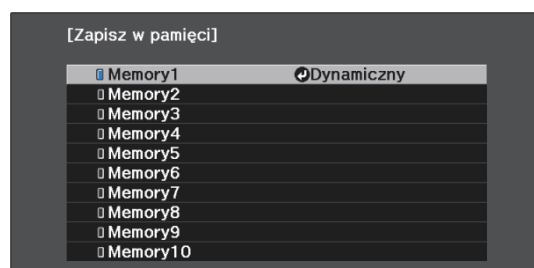 [Zapisz w pamięci]
Memory1 Dynamiczny
Memory2
Memory3
Memory4
Memory5
Memory6
Memory7
Memory8
Memory9
Memory10